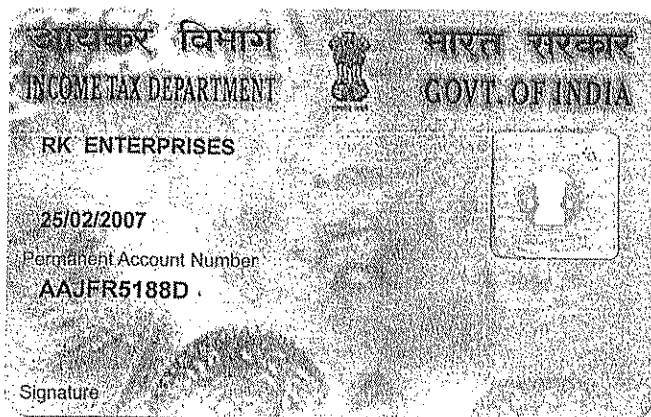 आयकर विभाग
INCOME TAX DEPARTMENT
भारत सरकार
GOVT. OF INDIA
RK ENTERPRISES
25/02/2007
Permanent Account Number
AAJFR5188D
Signature